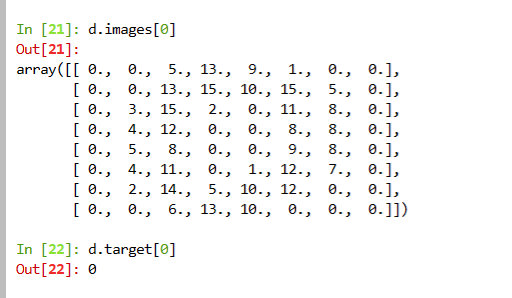 In [21]: d.images[0]
Out[21]:
array([[ 0., 0., 5., 13., 9., 1., 0., 0.],
[ 0., 0., 13., 15., 10., 15., 5., 0.],
[ 0., 3., 15., 2., 0., 11., 8., 0.],
[ 0., 4., 12., 0., 0., 8., 8., 0.],
[ 0., 5., 8., 0., 0., 9., 8., 0.],
[ 0., 4., 11., 0., 1., 12., 7., 0.],
[ 0., 2., 14., 5., 10., 12., 0., 0.],
[ 0., 0., 6., 13., 10., 0., 0., 0.]])
In [22]: d.target[0]
Out[22]: 0